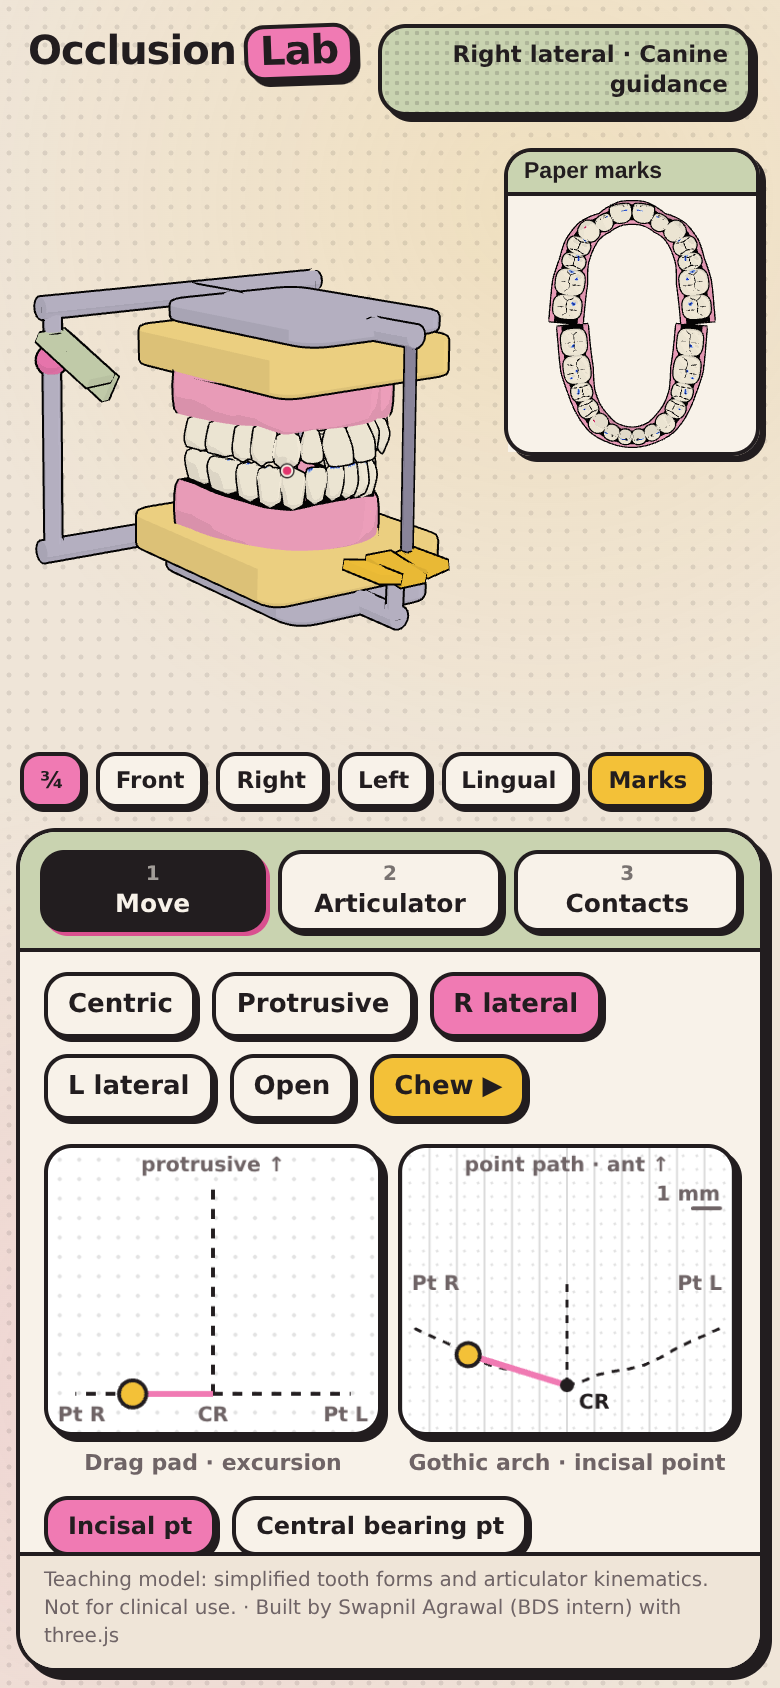 Occlusion Lab
Right lateral · Canine
guidance
Paper marks
¾ Front Right Left Lingual Marks
1 2 3
Move Articulator Contacts
Centric Protrusive R lateral
L lateral Open Chew ▶
protrusive ↑
Pt R CR Pt L
point path · ant ↑
1 mm
Pt R Pt L
CR
Drag pad · excursion
Gothic arch · incisal point
Incisal pt Central bearing pt
Teaching model: simplified tooth forms and articulator kinematics.
Not for clinical use. · Built by Swapnil Agrawal (BDS intern) with
three.js